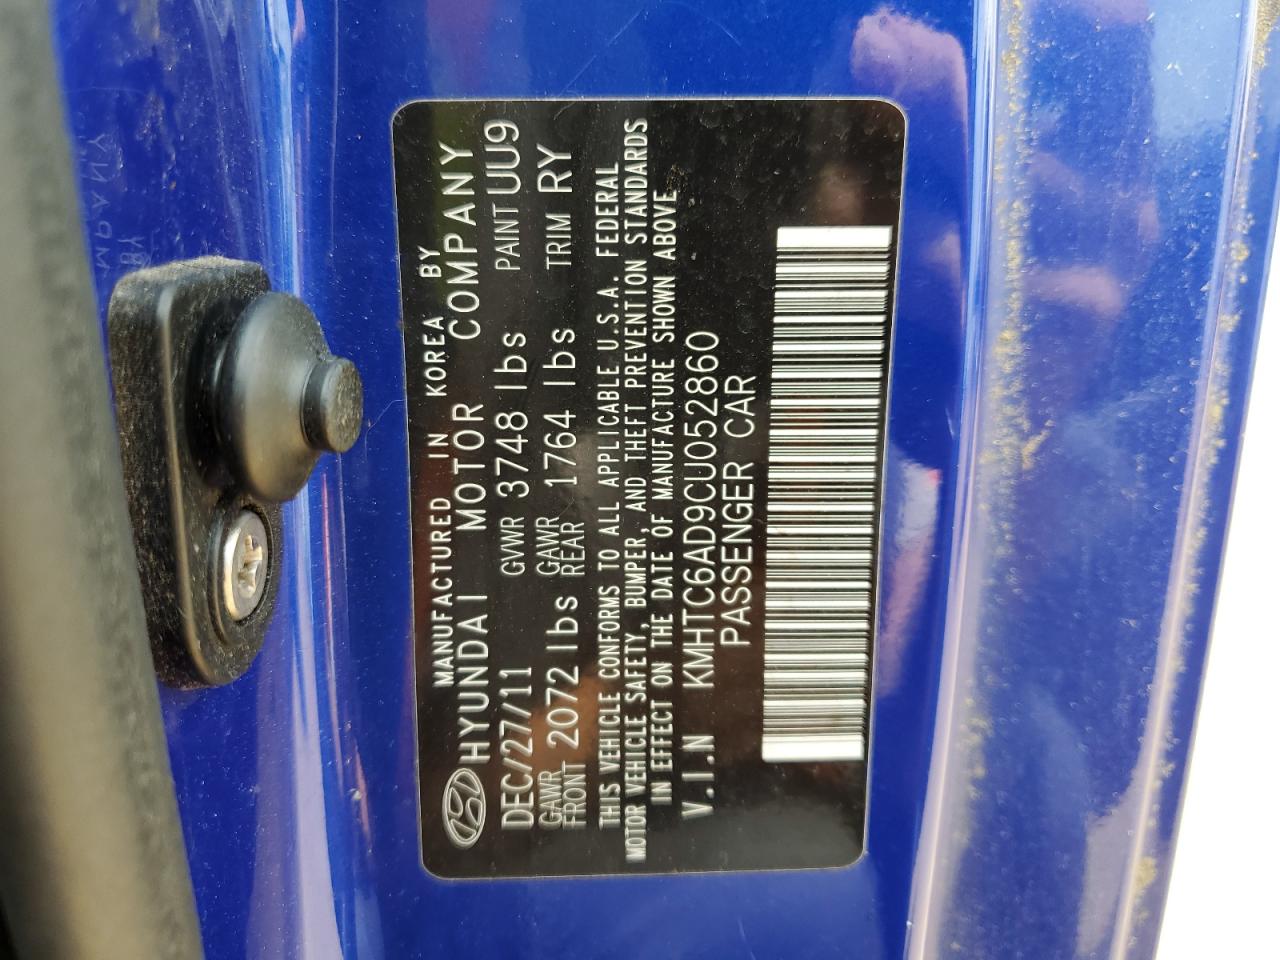 MANUFACTURED IN KOREA BY
HYUNDAI MOTOR COMPANY
DEC/27/11 GVWR 3748 lbs PAINT UU9
GAWR FRONT 2072 lbs GAWR REAR 1764 lbs TRIM RY
THIS VEHICLE CONFORMS TO ALL APPLICABLE U.S.A. FEDERAL
MOTOR VEHICLE SAFETY, BUMPER, AND THEFT PREVENTION STANDARDS
IN EFFECT ON THE DATE OF MANUFACTURE SHOWN ABOVE.
V.I.N KMHTC6AD9CU052860
PASSENGER CAR